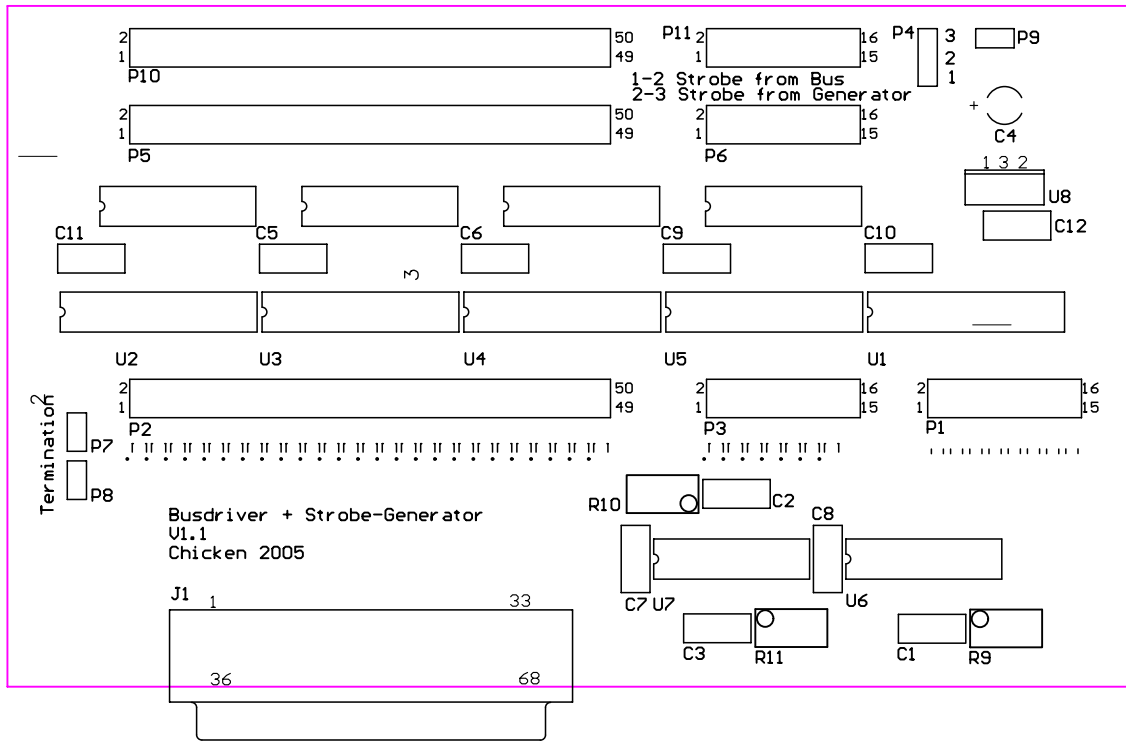 2 50 P11 2 16 P4 3 P9
1 49 1 15 2
P10 1
1-2 Strobe from Bus
2-3 Strobe from Generator
+
C4
2 50 2 16
1 49 1 15
P5 P6
1 3 2
U8
C11 C5 C6 C9 C10 C12
3
U2 U3 U4 U5 U1
2 50 2 16 2 16
1 49 1 15 1 15
P2 P3 P1
Termination
2
P7
P8
R10 C2
Busdriver + Strobe-Generator
V1.1
Chicken 2005
C8
C7 U7 U6
J1
1 33
36 68
C3 R11 C1 R9